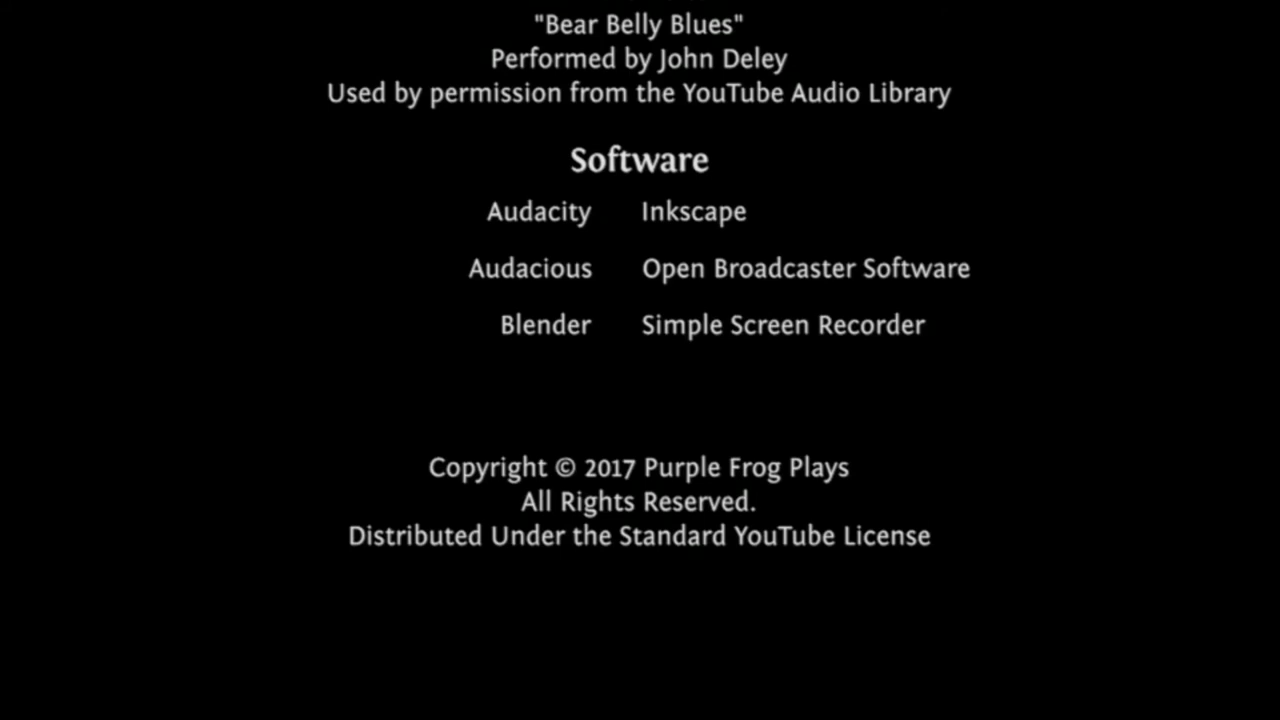 "Bear Belly Blues"
Performed by John Deley
Used by permission from the YouTube Audio Library
Software
Audacity Inkscape
Audacious Open Broadcaster Software
Blender Simple Screen Recorder
Copyright © 2017 Purple Frog Plays
All Rights Reserved.
Distributed Under the Standard YouTube License